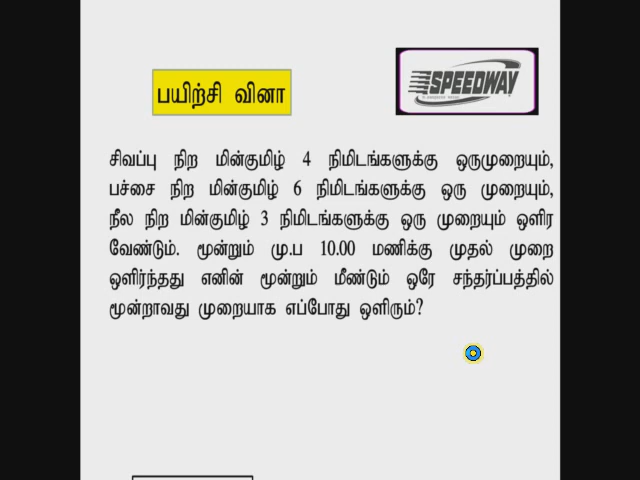 SPEEDWAY
பயிற்சி வினா
சிவப்பு நிற மின்குமிழ் 4 நிமிடங்களுக்கு ஒருமுறையும்,
பச்சை நிற மின்குமிழ் 6 நிமிடங்களுக்கு ஒரு முறையும்,
நீல நிற மின்குமிழ் 3 நிமிடங்களுக்கு ஒரு முறையும் ஒளிர
வேண்டும். மூன்றும் மு.ப 10.00 மணிக்கு முதல் முறை
ஒளிர்ந்தது எனின் மூன்றும் மீண்டும் ஒரே சந்தர்ப்பத்தில்
மூன்றாவது முறையாக எப்போது ஒளிரும்?